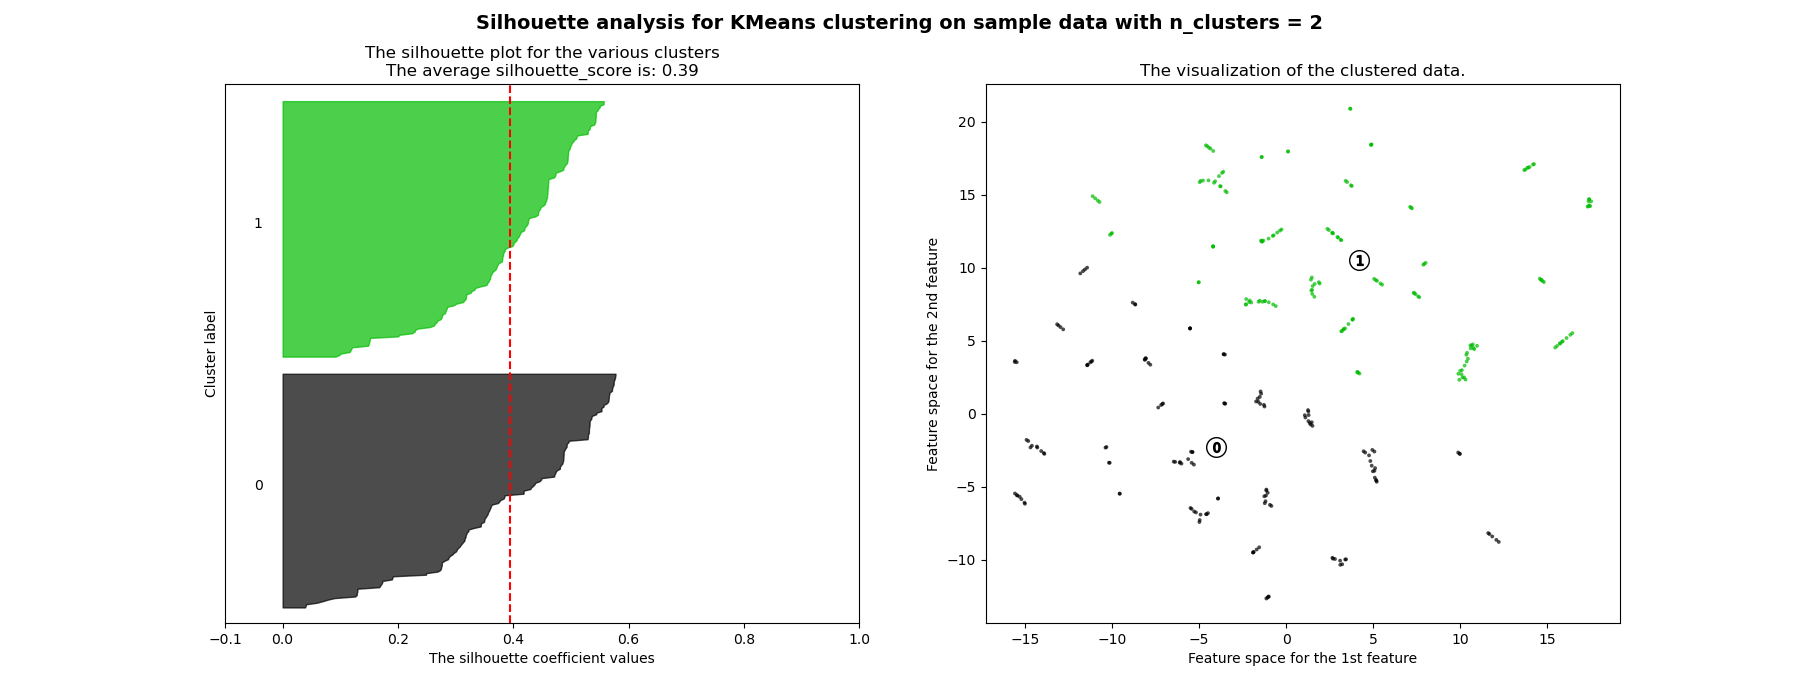 Silhouette analysis for KMeans clustering on sample data with n_clusters = 2
The silhouette plot for the various clusters
The average silhouette_score is: 0.39
1
0
Cluster label
−0.1 0.0 0.2 0.4 0.6 0.8 1.0
The silhouette coefficient values
The visualization of the clustered data.
20
15
10
5
0
−5
−10
1
0
Feature space for the 2nd feature
−15 −10 −5 0 5 10 15
Feature space for the 1st feature